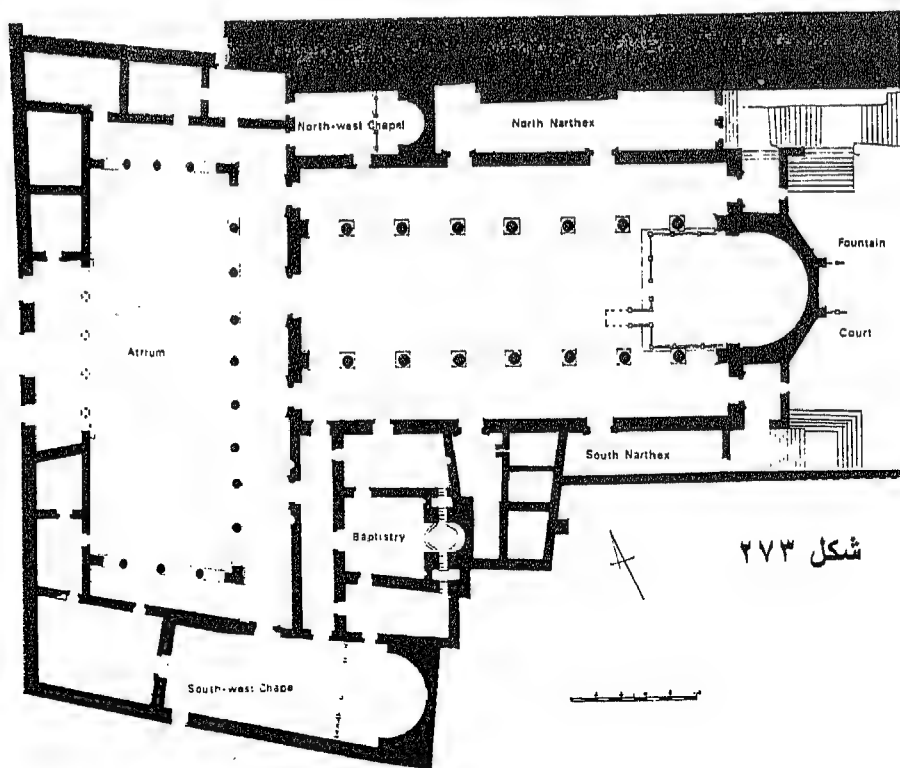 North-west Chapel
North Narthex
Fountain
Court
Atrium
South Narthex
Baptistry
شكل ٢٧٣
South-west Chape